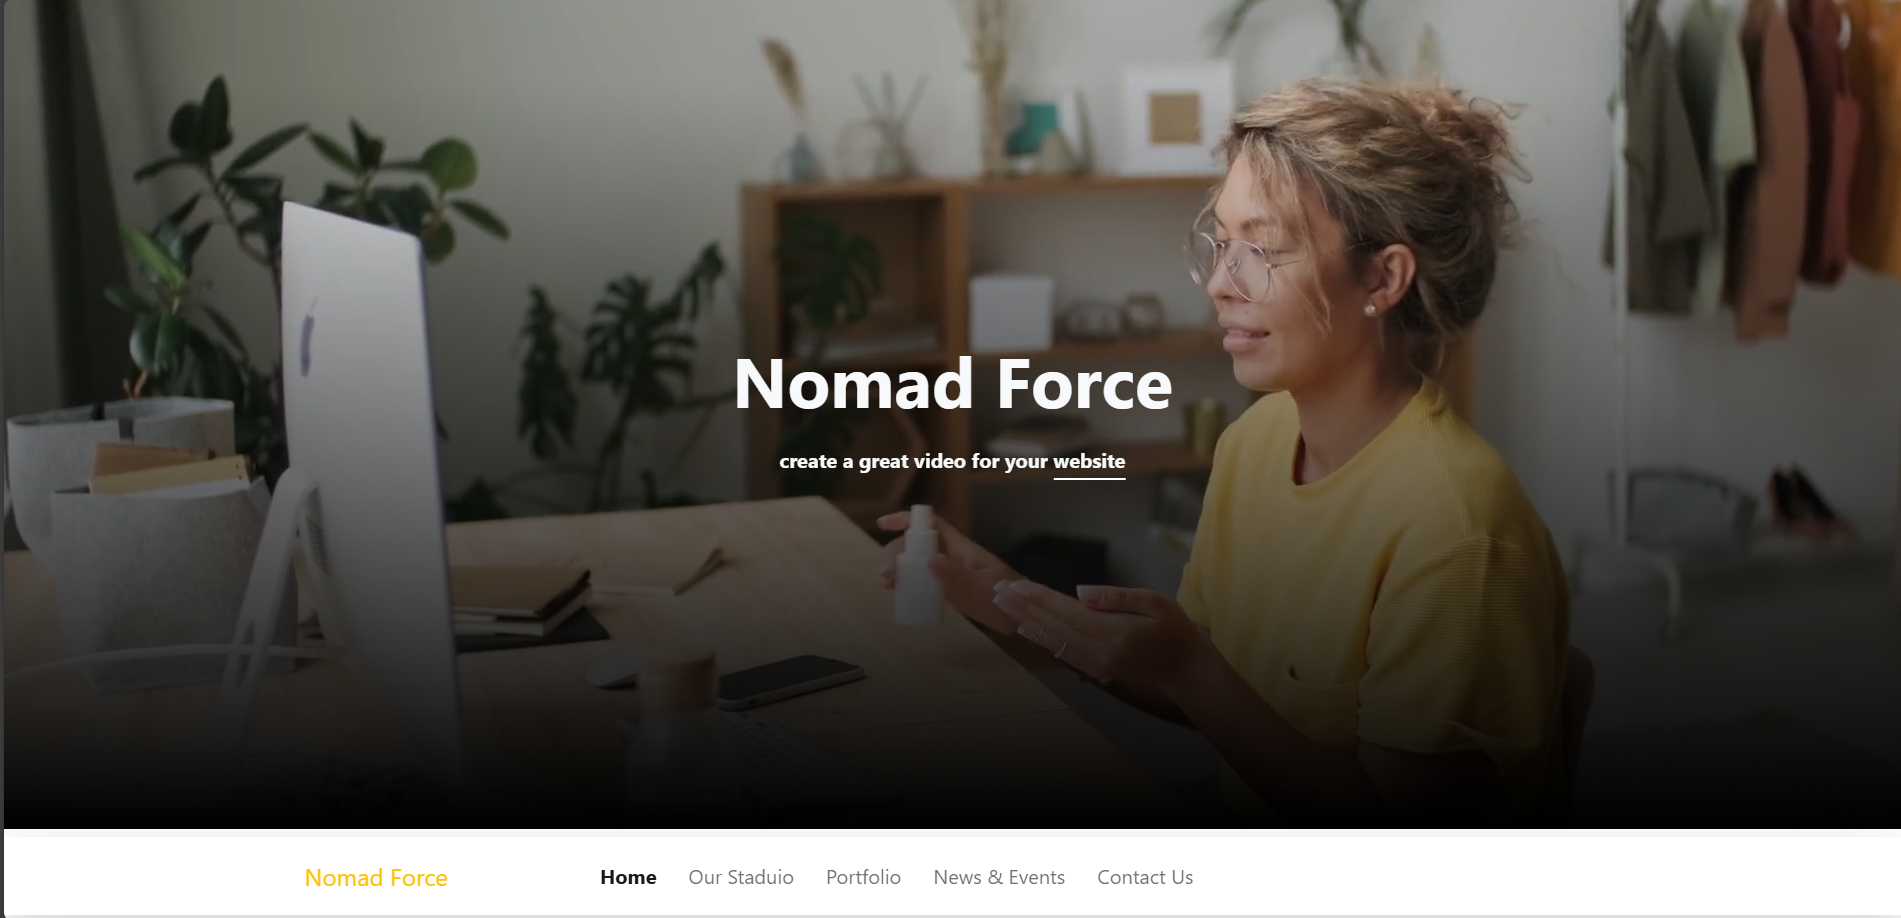 Nomad Force
create a great video for your website
Nomad Force Home Our Staduio Portfolio News & Events Contact Us